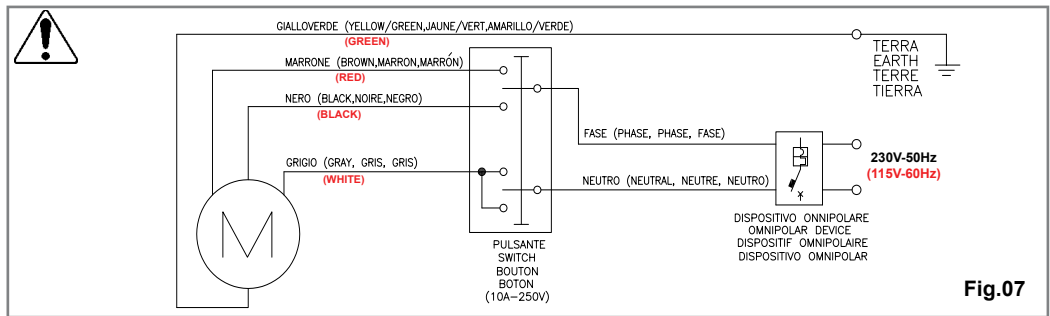 GIALLOVERDE (YELLOW/GREEN,JAUNE/VERT,AMARILLO/VERDE)
(GREEN)
MARRONE (BROWN,MARRON,MARRÓN)
(RED)
NERO (BLACK,NOIRE,NEGRO)
(BLACK)
GRIGIO (GRAY, GRIS, GRIS)
(WHITE)
M
PULSANTE
SWITCH
BOUTON
BOTON
(10A-250V)
FASE (PHASE, PHASE, FASE)
NEUTRO (NEUTRAL, NEUTRE, NEUTRO)
TERRA
EARTH
TERRE
TIERRA
230V-50Hz
(115V-60Hz)
DISPOSITIVO ONNIPOLARE
OMNIPOLAR DEVICE
DISPOSITIF OMNIPOLAIRE
DISPOSITIVO OMNIPOLAR
Fig.07